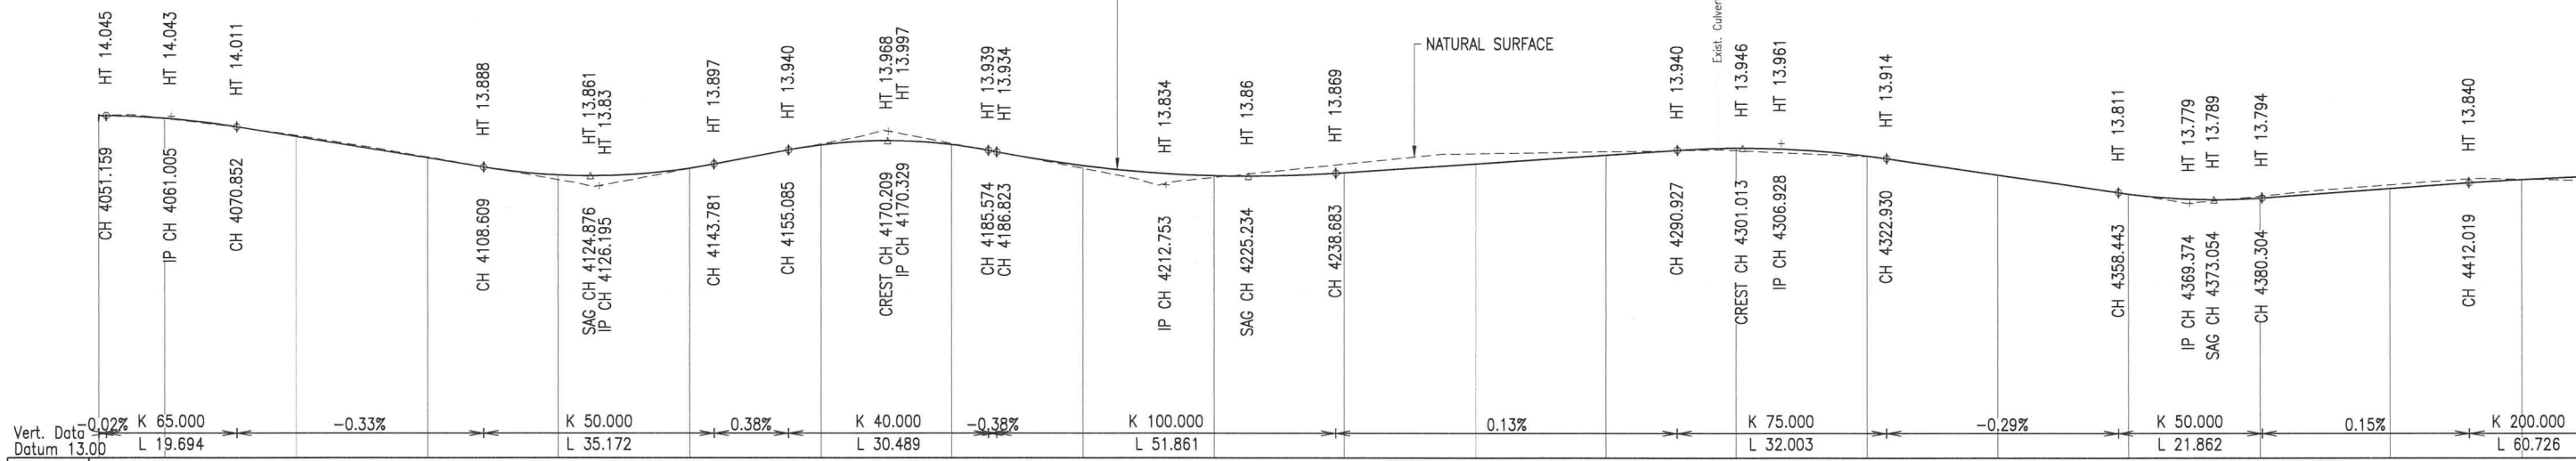 HT 14.045
HT 14.043
HT 14.011
HT 13.888
HT 13.861
HT 13.83
HT 13.897
HT 13.940
HT 13.968
HT 13.997
HT 13.939
HT 13.934
HT 13.834
HT 13.86
HT 13.869
NATURAL SURFACE
HT 13.940
Exist. Culver
HT 13.946
HT 13.961
HT 13.914
HT 13.811
HT 13.779
HT 13.789
HT 13.794
HT 13.840
CH 4051.159
IP CH 4061.005
CH 4070.852
CH 4108.609
SAG CH 4124.876
IP CH 4126.195
CH 4143.781
CH 4155.085
CREST CH 4170.209
IP CH 4170.329
CH 4185.574
CH 4186.823
IP CH 4212.753
SAG CH 4225.234
CH 4238.683
CH 4290.927
CREST CH 4301.013
IP CH 4306.928
CH 4322.930
CH 4358.443
IP CH 4369.374
SAG CH 4373.054
CH 4380.304
CH 4412.019
Vert. Data -0.02% K 65.000 -0.33% K 50.000 0.38% K 40.000 -0.38% K 100.000 0.13% K 75.000 -0.29% K 50.000 0.15% K 200.000
Datum 13.00 L 19.694 L 35.172 L 30.489 L 51.861 L 32.003 L 21.862 L 60.726